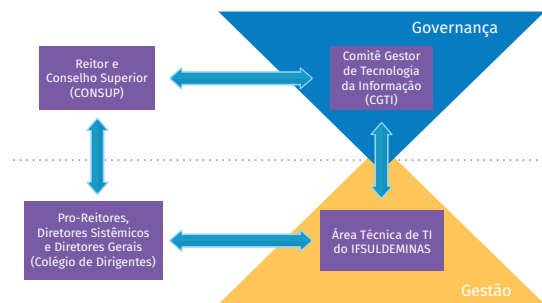 Governança
Reitor e
Conselho Superior
(CONSUP)
Comitê Gestor
de Tecnologia
da Informação
(CGTI)
Pro-Reitores,
Diretores Sistêmicos
e Diretores Gerais
(Colégio de Dirigentes)
Área Técnica de TI
do IFSULDEMINAS
Gestão